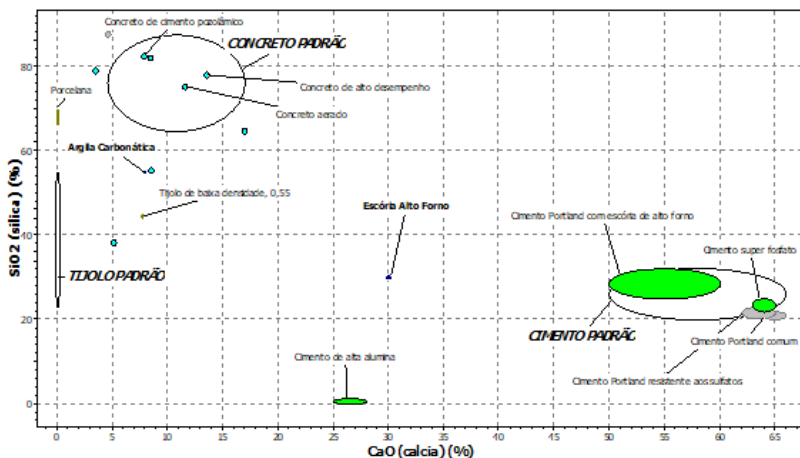 Concreto de cimento pozolâmico
CONCRETO PADRÃO
80
Concreto de alto desempenho
Porcelana
Concreto aerado
60
Argila Carbonática
Tijolo de baixa densidade, 0,55
Escória Alto Forno
Cimento Portland com escória de alto forno
40
SiO2 (silica) (%)
Cimento super fosfato
TIJOLO PADRÃO
20
CIMENTO PADRÃO
Cimento Portland comum
Cimento de alta alumina
Cimento Portland resistente aos sulfatos
0
0 5 10 15 20 25 30 35 40 45 50 55 60 65
CaO (calcia) (%)